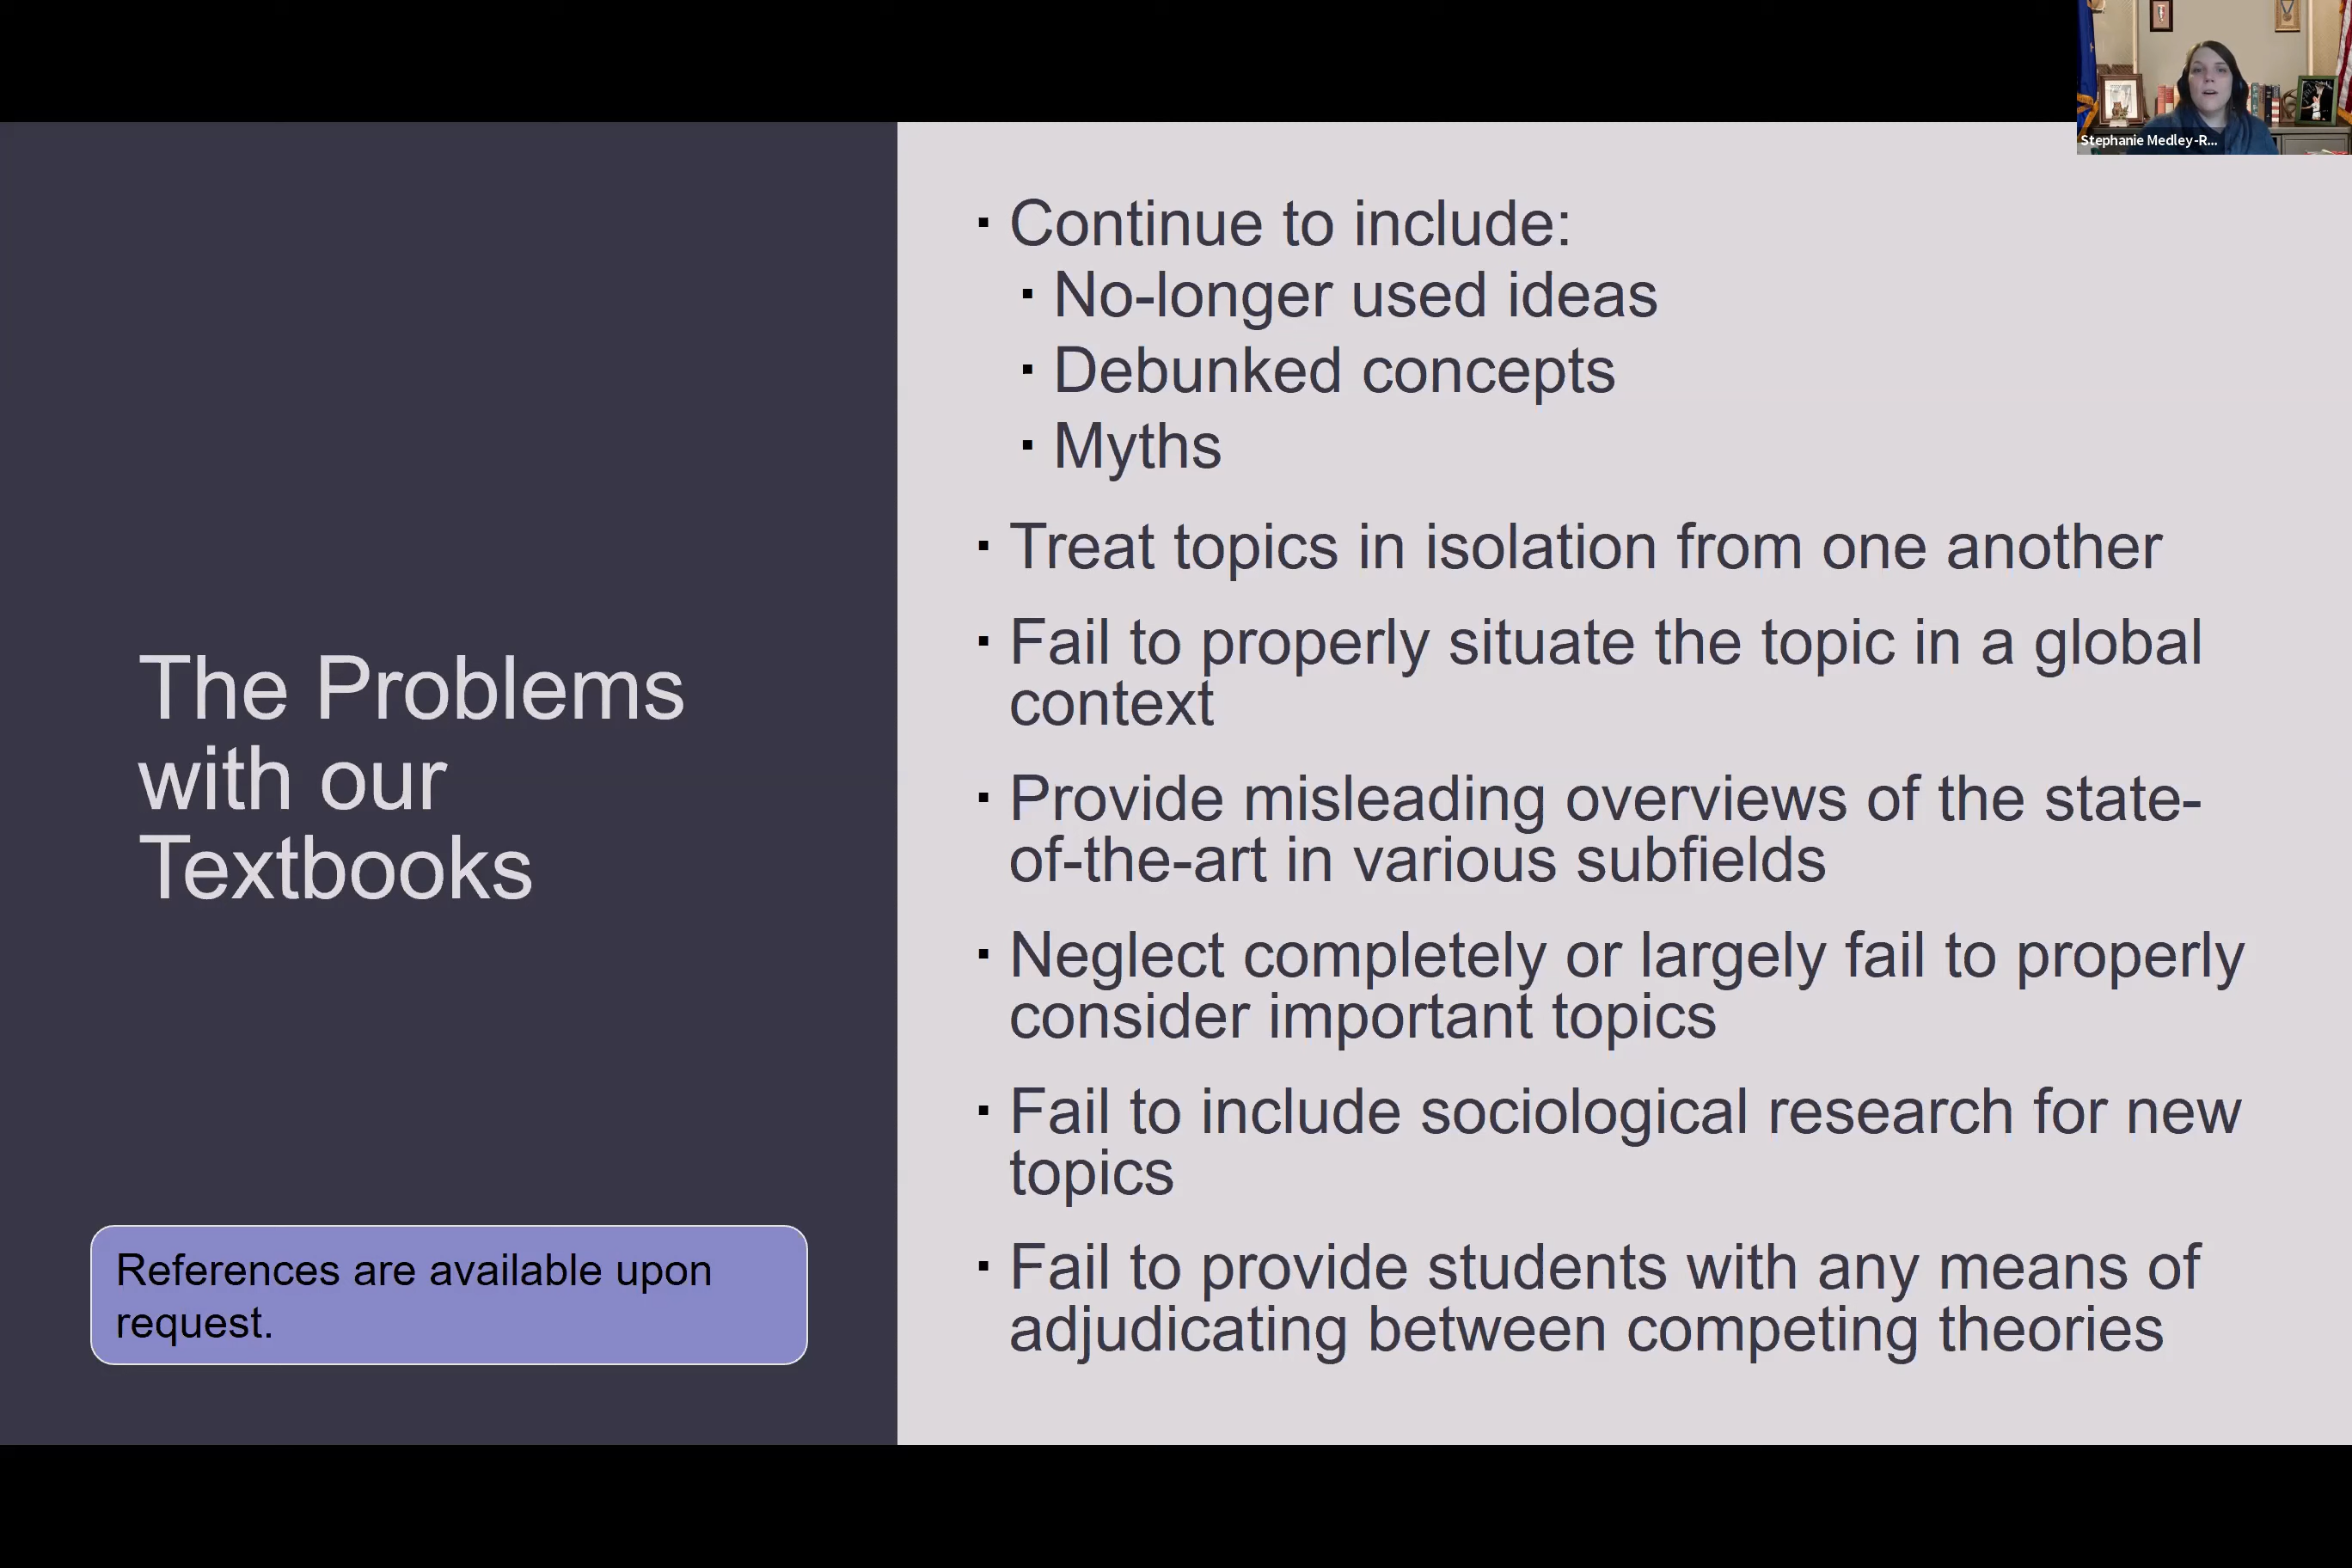 Stephanie Medley-R...
The Problems
with our
Textbooks
References are available upon
request.
▪ Continue to include:
▪ No-longer used ideas
▪ Debunked concepts
▪ Myths
▪ Treat topics in isolation from one another
▪ Fail to properly situate the topic in a global
context
▪ Provide misleading overviews of the state-
of-the-art in various subfields
▪ Neglect completely or largely fail to properly
consider important topics
▪ Fail to include sociological research for new
topics
▪ Fail to provide students with any means of
adjudicating between competing theories